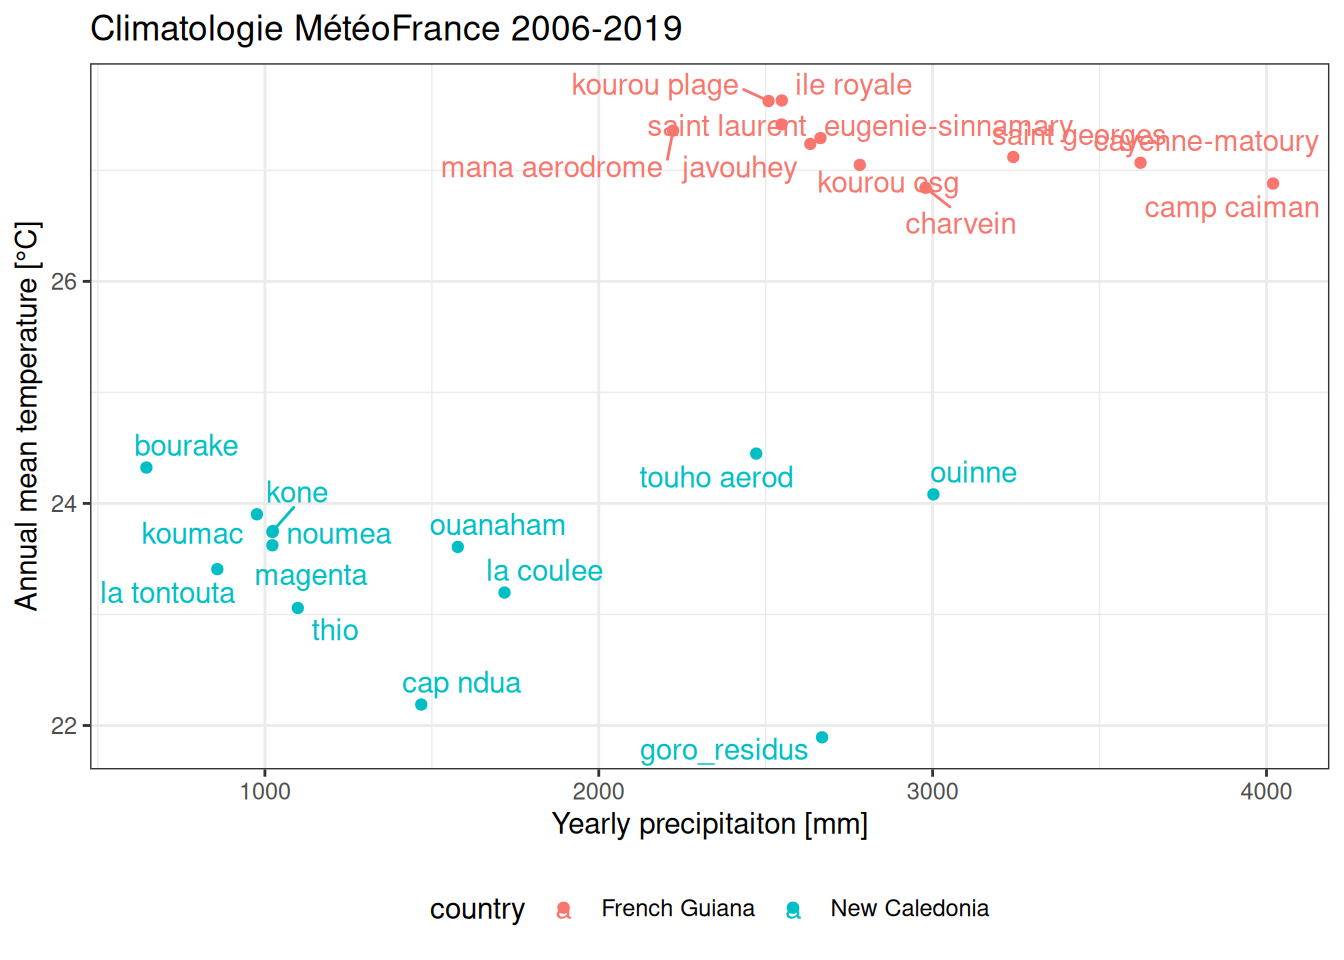 Climatologie MétéoFrance 2006-2019
kourou plage
ile royale
saint laurent
eugenie-sinnamary
saint georges
cayenne-matoury
mana aerodrome
javouhey
kourou csg
camp caiman
charvein
26
bourake
touho aerod
ouinne
kone
24
koumac
noumea
ouanaham
la coulee
magenta
la tontouta
thio
cap ndua
22
goro_residus
Annual mean temperature [°C]
1000 2000 3000 4000
Yearly precipitaiton [mm]
country a French Guiana a New Caledonia